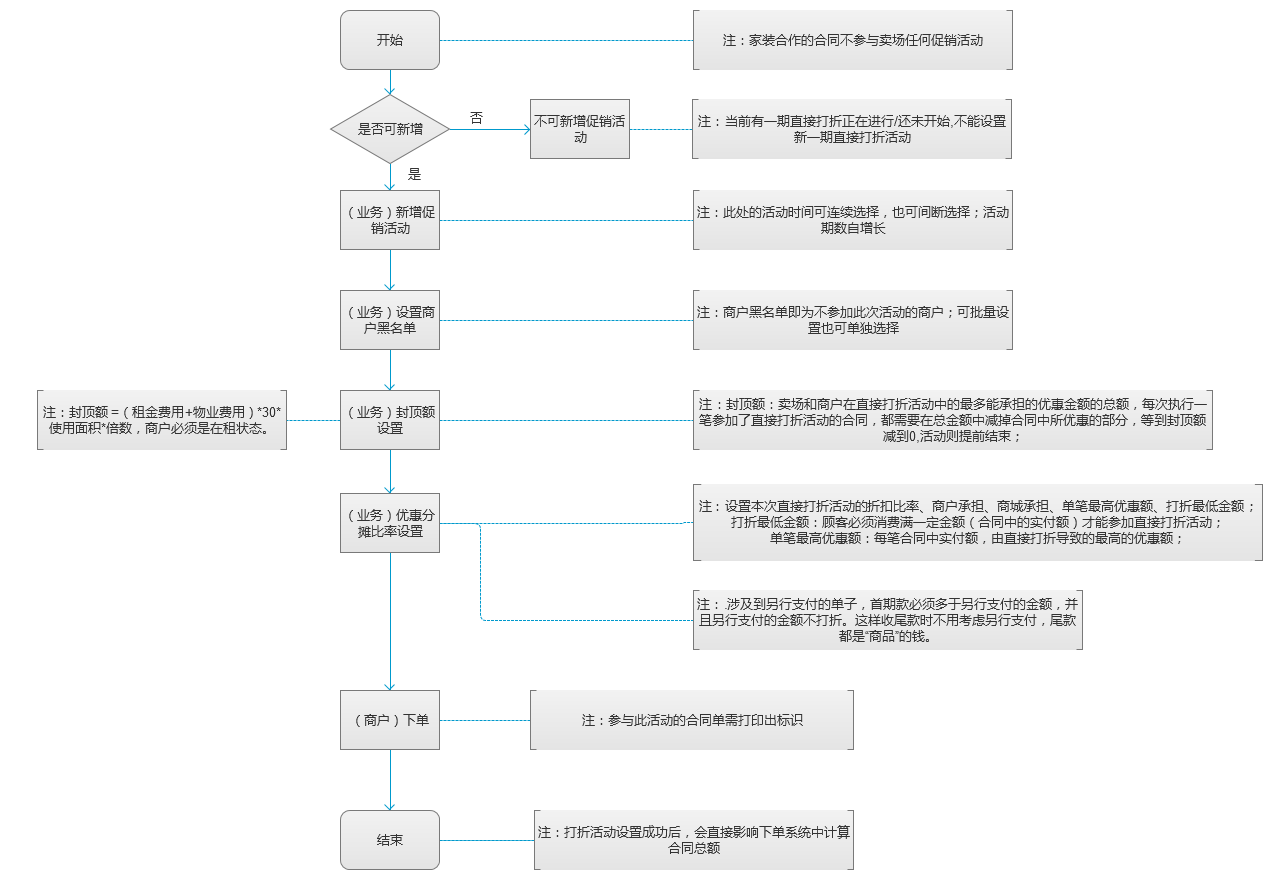 开始
注：家装合作的合同不参与卖场任何促销活动
是否可新增
否
不可新增促销活
动
注：当前有一期直接打折正在进行/还未开始,不能设置
新一期直接打折活动
是
（业务）新增促
销活动
注：此处的活动时间可连续选择，也可间断选择；活动
期数自增长
（业务）设置商
户黑名单
注：商户黑名单即为不参加此次活动的商户；可批量设
置也可单独选择
注：封顶额＝（租金费用+物业费用）*30*
使用面积*倍数，商户必须是在租状态。
（业务）封顶额
设置
注：封顶额：卖场和商户在直接打折活动中的最多能承担的优惠金额的总额，每次执行一
笔参加了直接打折活动的合同，都需要在总金额中减掉合同中所优惠的部分，等到封顶额
减到0,活动则提前结束；
（业务）优惠分
摊比率设置
注：设置本次直接打折活动的折扣比率、商户承担、商城承担、单笔最高优惠额、打折最低金额；
打折最低金额：顾客必须消费满一定金额（合同中的实付额）才能参加直接打折活动；
单笔最高优惠额：每笔合同中实付额，由直接打折导致的最高的优惠额；
注：.涉及到另行支付的单子，首期款必须多于另行支付的金额，并
且另行支付的金额不打折。这样收尾款时不用考虑另行支付，尾款
都是“商品”的钱。
（商户）下单
注：参与此活动的合同单需打印出标识
结束
注：打折活动设置成功后，会直接影响下单系统中计算
合同总额